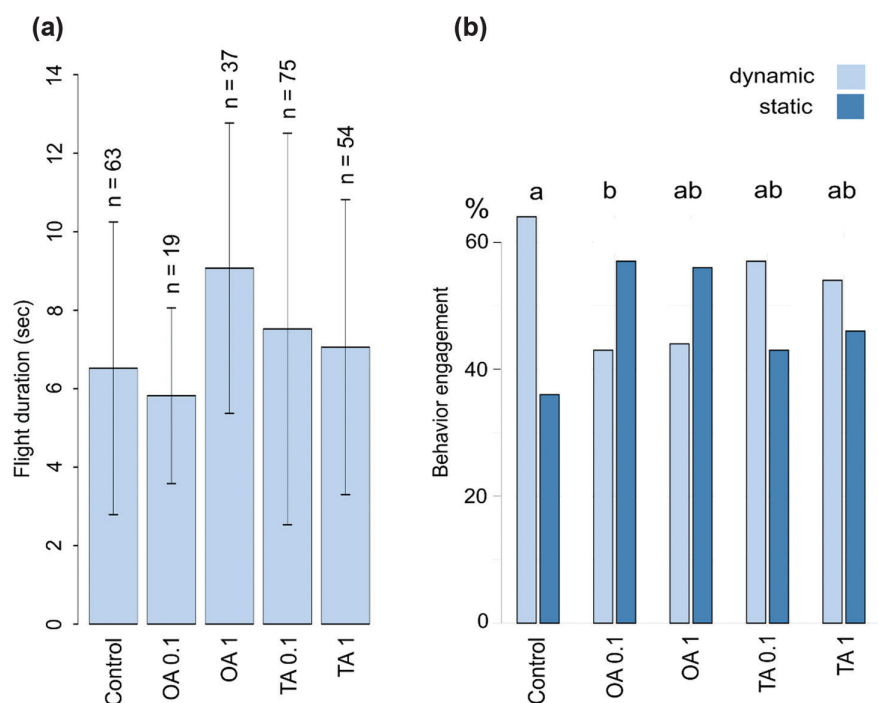 (a)
Flight duration (sec)
14
12
10
8
6
4
2
0
n = 63
n = 19
n = 37
n = 75
n = 54
Control
OA 0.1
OA 1
TA 0.1
TA 1
(b)
dynamic
static
Behavior engagement
%
60
40
20
0
a
b
ab
ab
ab
Control
OA 0.1
OA 1
TA 0.1
TA 1